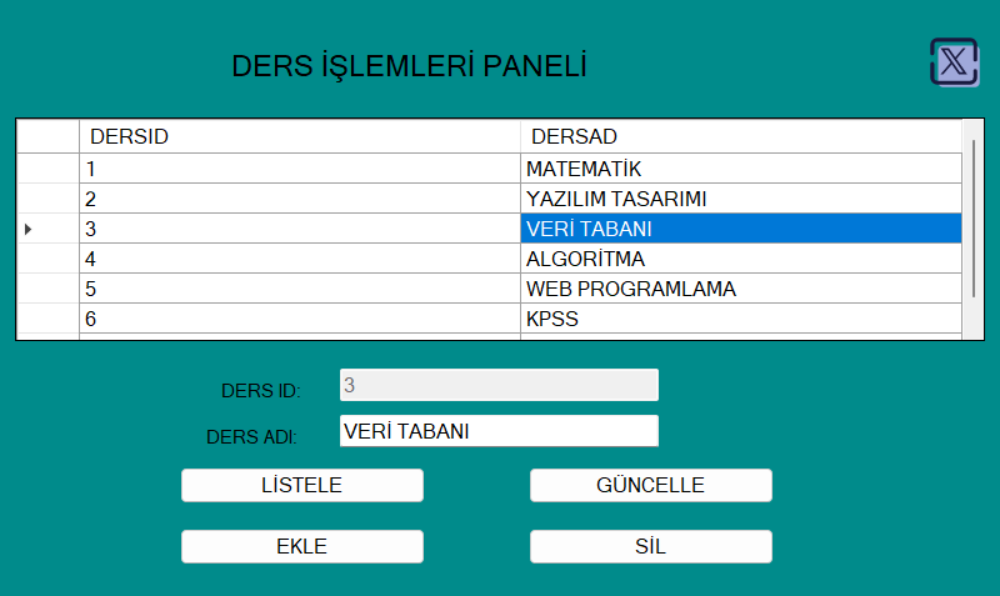 DERS İŞLEMLERİ PANELİ
DERSID DERSAD
1 MATEMATİK
2 YAZILIM TASARIMI
3 VERİ TABANI
4 ALGORİTMA
5 WEB PROGRAMLAMA
6 KPSS
DERS ID: 3
DERS ADI: VERİ TABANI
LİSTELE GÜNCELLE
EKLE SİL